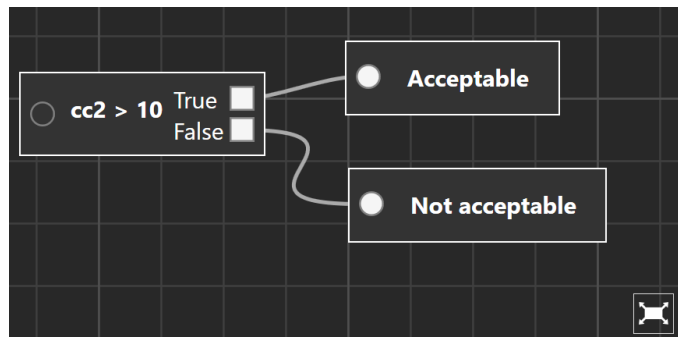 cc2 > 10
True
False
Acceptable
Not acceptable